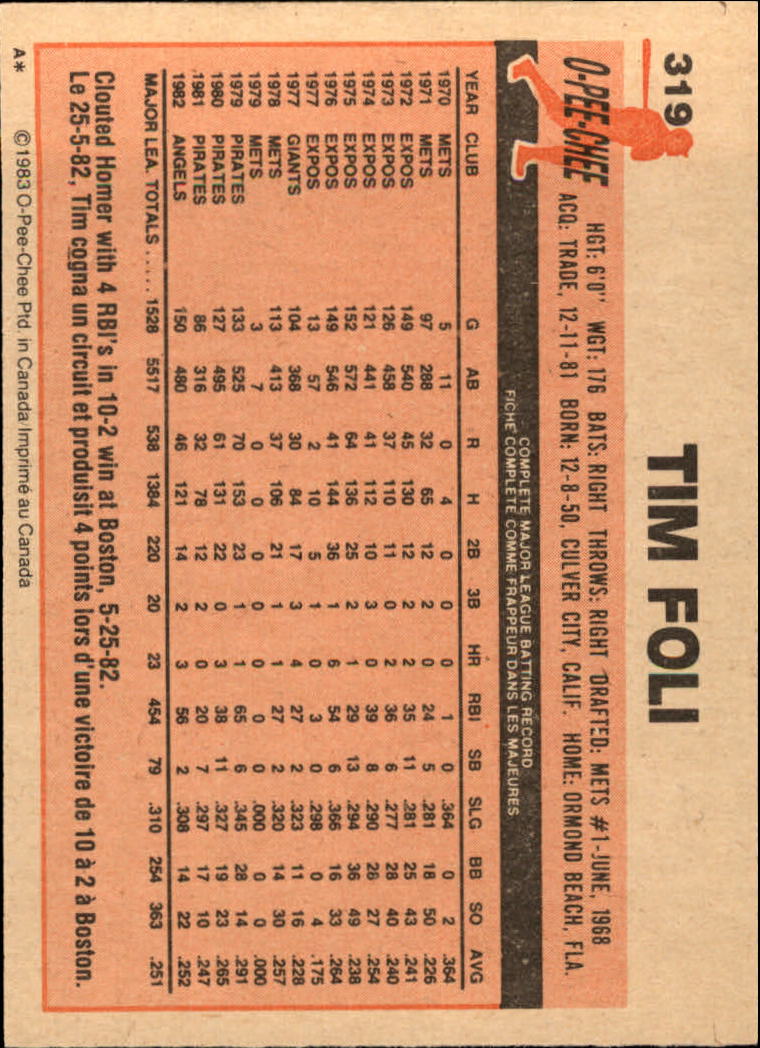 319
TIM FOLI
O-PEE-CHEE
HGT: 6'0" WGT: 176 BATS: RIGHT THROWS: RIGHT DRAFTED: METS #1-JUNE, 1968
ACQ: TRADE, 12-11-81 BORN: 12-8-50, CULVER CITY, CALIF. HOME: ORMOND BEACH, FLA.
COMPLETE MAJOR LEAGUE BATTING RECORD
FICHE COMPLÈTE COMME FRAPPEUR DANS LES MAJEURES
YEAR CLUB G AB R H 2B 3B HR RBI SB SLG BB SO AVG
1970 METS 5 11 0 4 0 0 0 1 0 .364 0 2 .364
1971 METS 97 288 32 65 12 2 0 24 5 .281 18 50 .226
1972 EXPOS 149 540 45 130 12 2 2 35 11 .281 25 43 .241
1973 EXPOS 126 458 37 110 11 0 2 36 6 .277 28 40 .240
1974 EXPOS 121 441 41 112 10 3 0 39 8 .290 28 27 .254
1975 EXPOS 152 572 64 136 25 2 1 29 13 .294 36 49 .238
1976 EXPOS 149 546 41 144 36 1 6 54 6 .366 16 33 .264
1977 EXPOS 13 57 2 10 5 1 0 3 0 .298 0 4 .175
1977 GIANTS 104 368 30 84 17 3 4 27 2 .323 11 16 .228
1978 METS 113 413 37 106 21 1 1 27 2 .320 14 30 .257
1979 METS 3 7 0 0 0 0 0 0 0 .000 0 0 .000
1979 PIRATES 133 525 70 153 23 1 1 65 6 .345 28 14 .291
1980 PIRATES 127 495 61 131 22 0 3 38 11 .327 19 23 .265
1981 PIRATES 86 316 32 78 12 2 0 20 7 .297 17 10 .247
1982 ANGELS 150 480 46 121 14 2 3 56 2 .308 14 22 .252
MAJOR LEA. TOTALS ..... 1528 5517 538 1384 220 20 23 454 79 .310 254 363 .251
Clouted Homer with 4 RBI's in 10-2 win at Boston, 5-25-82.
Le 25-5-82, Tim cogna un circuit et produisit 4 points lors d'une victoire de 10 à 2 à Boston.
A* © 1983 O-Pee-Chee Ptd. in Canada/Imprimé au Canada